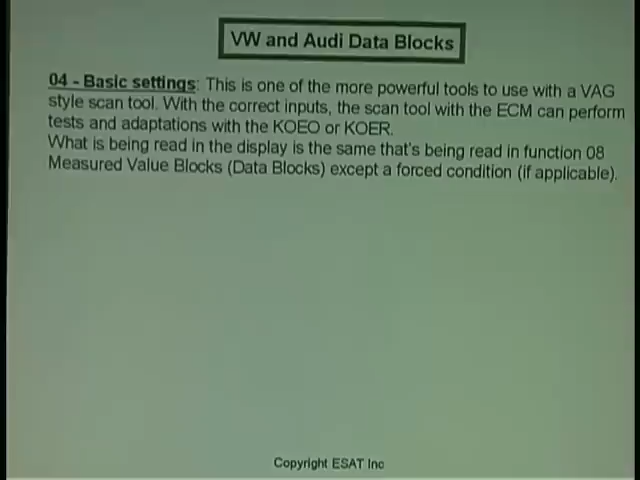 VW and Audi Data Blocks
04 - Basic settings: This is one of the more powerful tools to use with a VAG
style scan tool. With the correct inputs, the scan tool with the ECM can perform
tests and adaptations with the KOEO or KOER.
What is being read in the display is the same that's being read in function 08
Measured Value Blocks (Data Blocks) except a forced condition (if applicable).
Copyright ESAT Inc